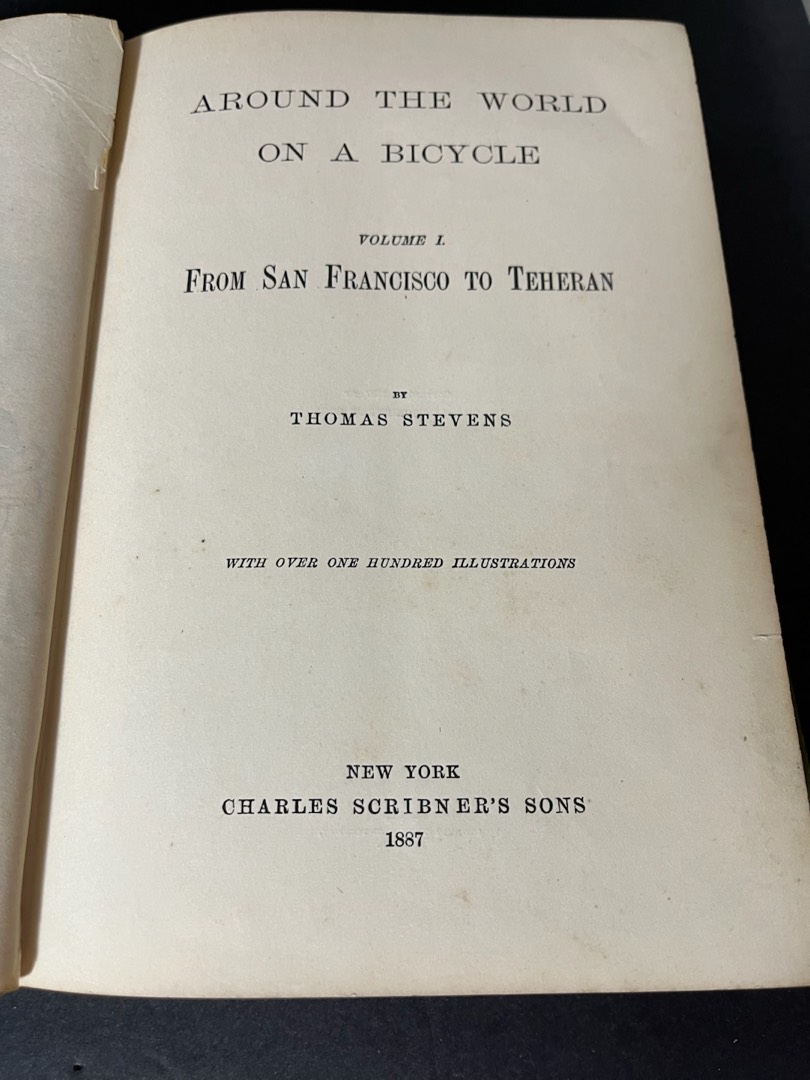 AROUND THE WORLD
ON A BICYCLE
VOLUME I.
FROM SAN FRANCISCO TO TEHERAN
BY
THOMAS STEVENS
WITH OVER ONE HUNDRED ILLUSTRATIONS
NEW YORK
CHARLES SCRIBNER'S SONS
1887